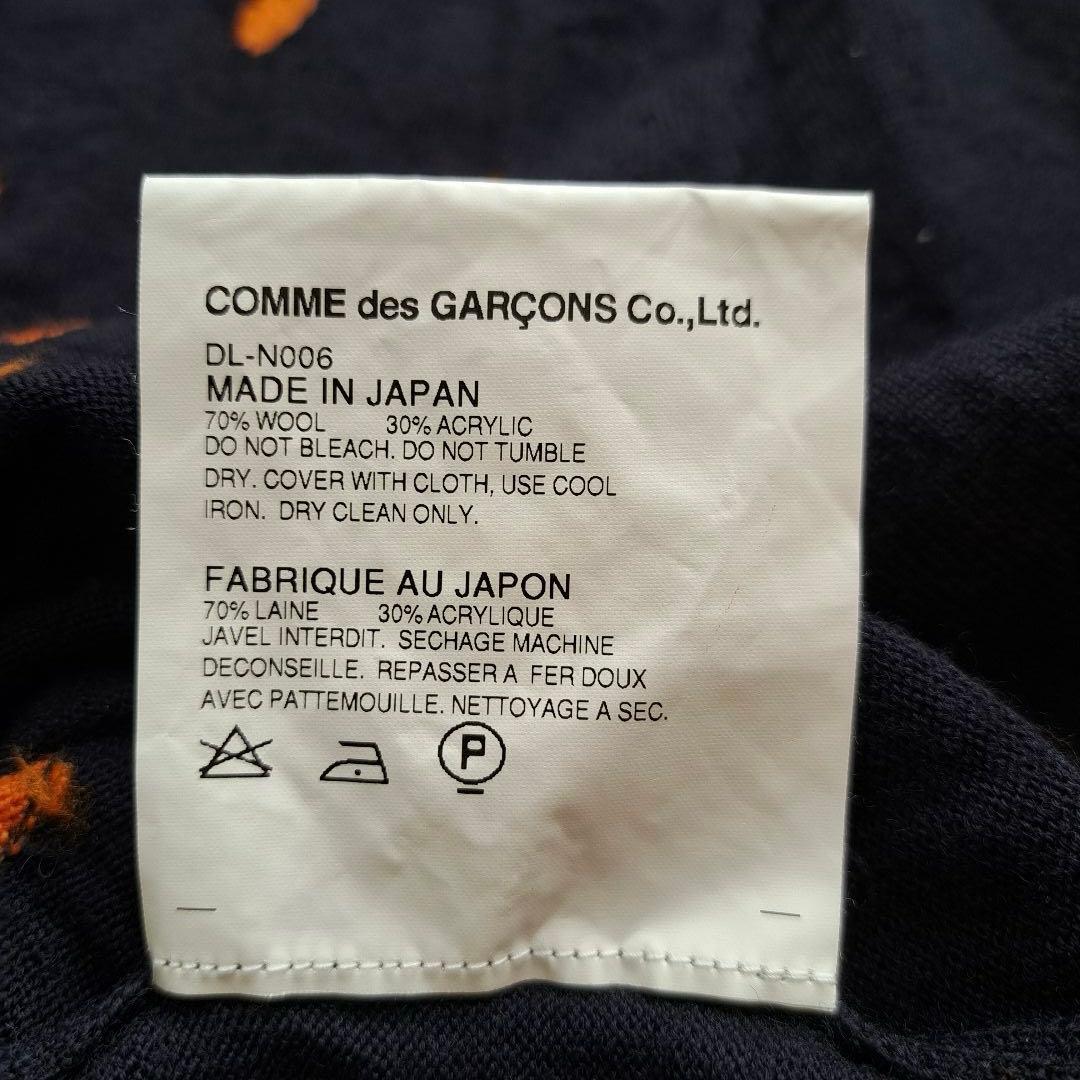 COMME des GARÇONS Co.,Ltd.
DL-N006
MADE IN JAPAN
70% WOOL 30% ACRYLIC
DO NOT BLEACH. DO NOT TUMBLE
DRY. COVER WITH CLOTH, USE COOL
IRON. DRY CLEAN ONLY.
FABRIQUE AU JAPON
70% LAINE 30% ACRYLIQUE
JAVEL INTERDIT. SECHAGE MACHINE
DECONSEILLE. REPASSER A FER DOUX
AVEC PATTEMOUILLE. NETTOYAGE A SEC.
P